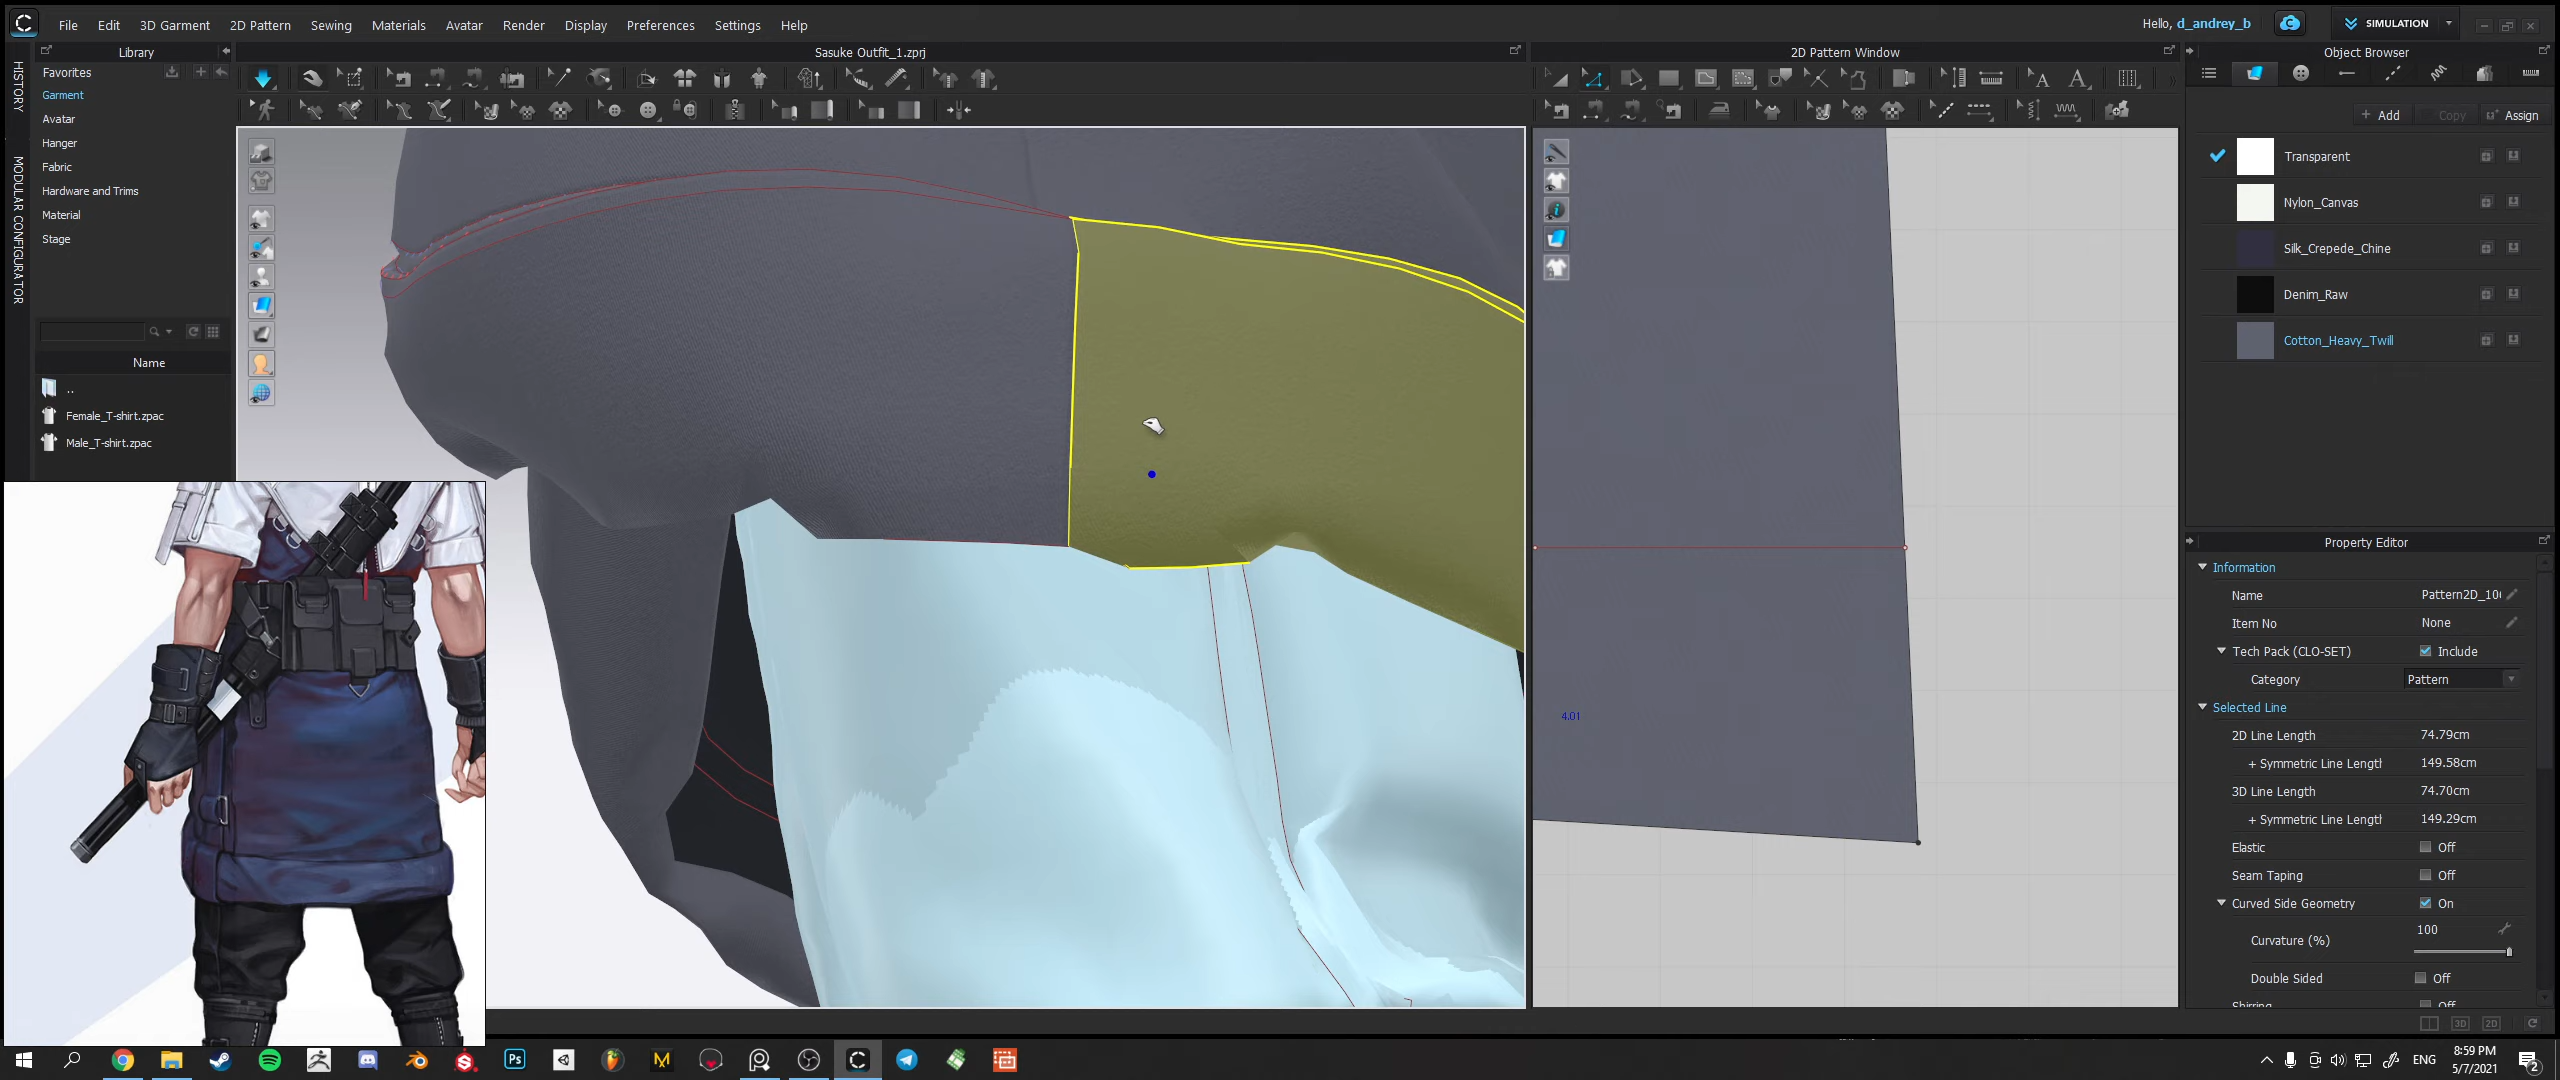 File Edit 3D Garment 2D Pattern Sewing Materials Avatar Render Display Preferences Settings Help
Hello, d_andrey_b
SIMULATION
Library
Sasuke Outfit_1.zprj
2D Pattern Window
Object Browser
HISTORY
MODULAR CONFIGURATOR
Favorites
Garment
Avatar
Hanger
Fabric
Hardware and Trims
Material
Stage
Name
..
Female_T-shirt.zpac
Male_T-shirt.zpac
4.01
+ Add
Copy
Assign
Transparent
Nylon_Canvas
Silk_Crepede_Chine
Denim_Raw
Cotton_Heavy_Twill
Property Editor
Information
Name Pattern2D_10
Item No None
Tech Pack (CLO-SET) Include
Category Pattern
Selected Line
2D Line Length 74.79cm
+ Symmetric Line Lengtl 149.58cm
3D Line Length 74.70cm
+ Symmetric Line Lengtl 149.29cm
Elastic Off
Seam Taping Off
Curved Side Geometry On
Curvature (%) 100
Double Sided Off
Shirring Off
3D 2D
Ps
ENG
8:59 PM
5/7/2021
2